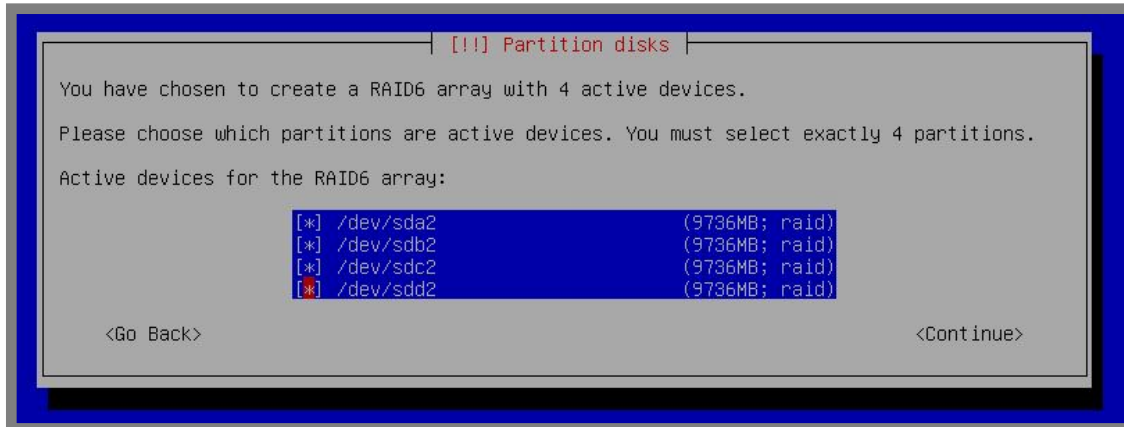 [!!] Partition disks
You have chosen to create a RAID6 array with 4 active devices.
Please choose which partitions are active devices. You must select exactly 4 partitions.
Active devices for the RAID6 array:
[*] /dev/sda2 (9736MB; raid)
[*] /dev/sdb2 (9736MB; raid)
[*] /dev/sdc2 (9736MB; raid)
[*] /dev/sdd2 (9736MB; raid)
<Go Back> <Continue>